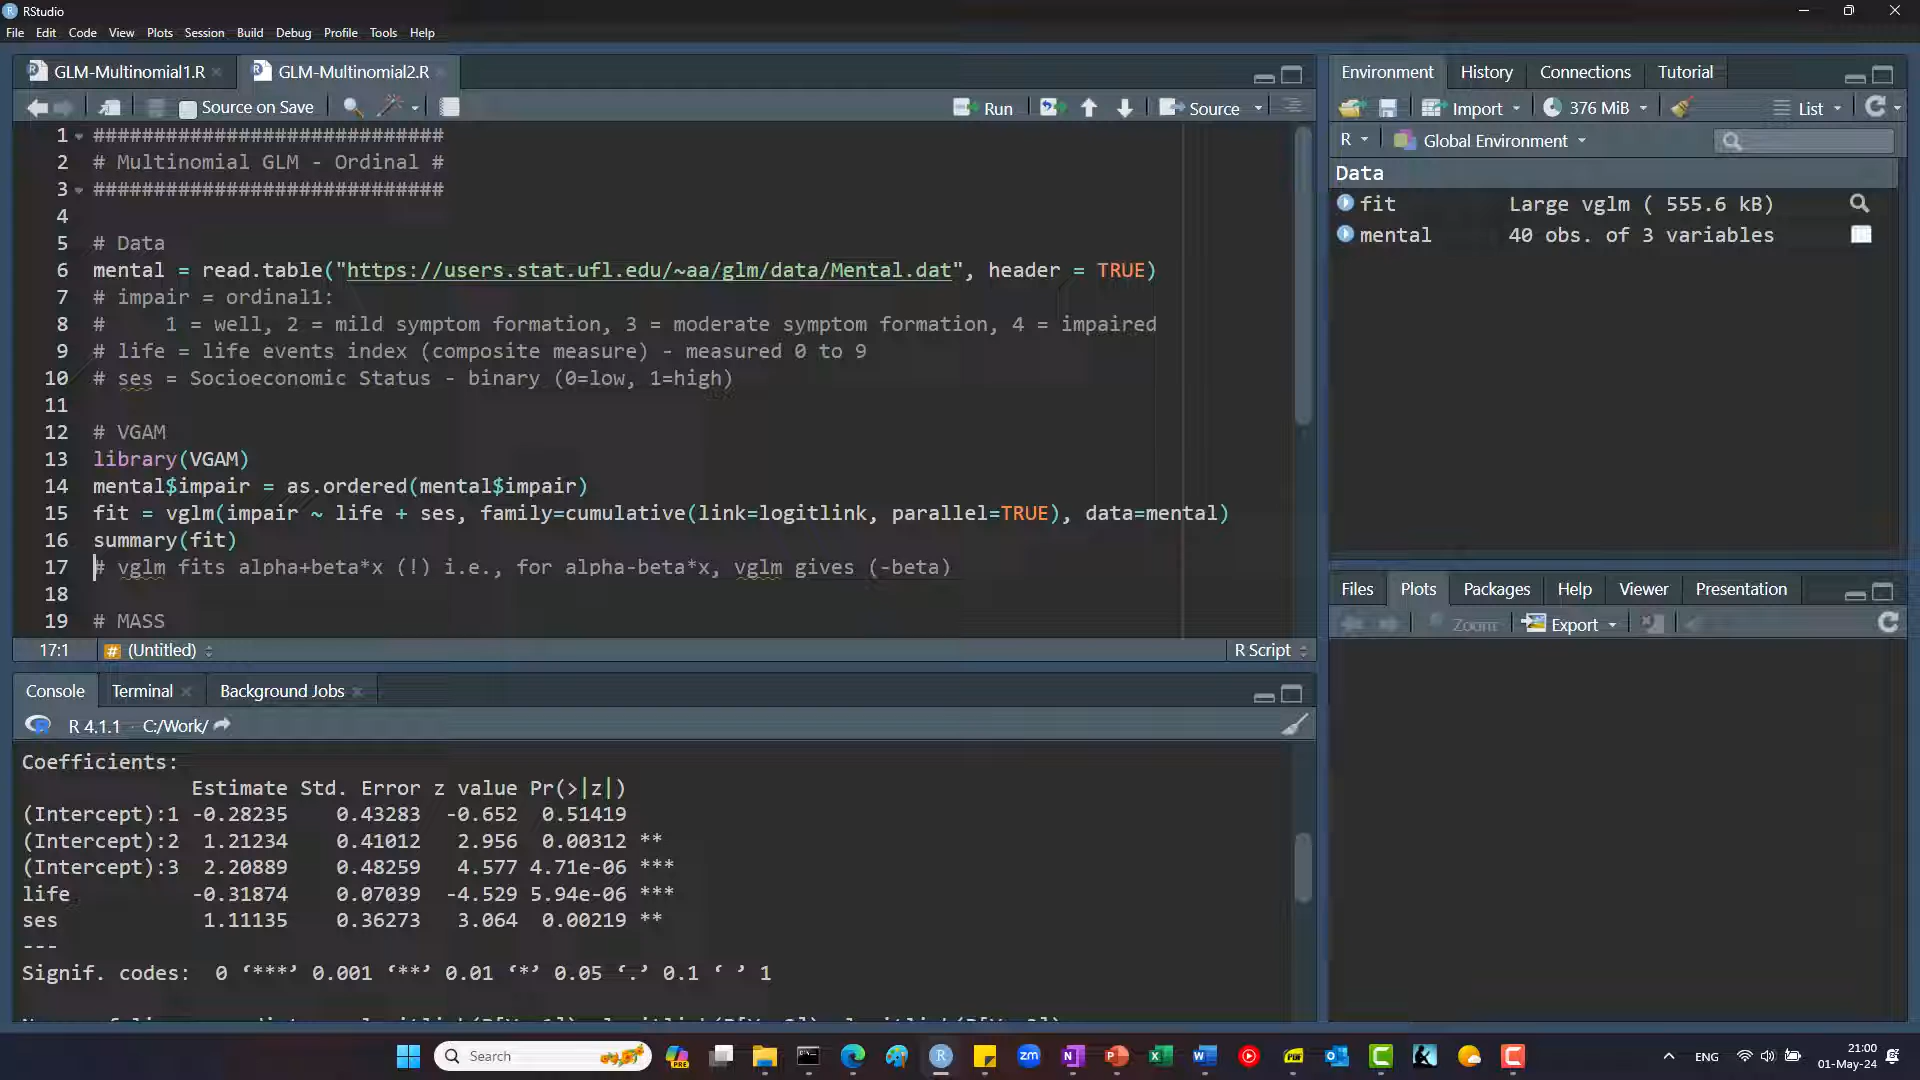 RStudio
File Edit Code View Plots Session Build Debug Profile Tools Help
GLM-Multinomial1.R GLM-Multinomial2.R
Source on Save Run Source
1 #############################
2 # Multinomial GLM - Ordinal #
3 #############################
4
5 # Data
6 mental = read.table("https://users.stat.ufl.edu/~aa/glm/data/Mental.dat", header = TRUE)
7 # impair = ordinal1:
8 #     1 = well, 2 = mild symptom formation, 3 = moderate symptom formation, 4 = impaired
9 # life = life events index (composite measure) - measured 0 to 9
10 # ses = Socioeconomic Status - binary (0=low, 1=high)
11
12 # VGAM
13 library(VGAM)
14 mental$impair = as.ordered(mental$impair)
15 fit = vglm(impair ~ life + ses, family=cumulative(link=logitlink, parallel=TRUE), data=mental)
16 summary(fit)
17 # vglm fits alpha+beta*x (!) i.e., for alpha-beta*x, vglm gives (-beta)
18
19 # MASS
17:1 # (Untitled) R Script
Console Terminal Background Jobs
R 4.1.1 · C:/Work/
Coefficients:
Estimate Std. Error z value Pr(>|z|)
(Intercept):1 -0.28235 0.43283 -0.652 0.51419
(Intercept):2 1.21234 0.41012 2.956 0.00312 **
(Intercept):3 2.20889 0.48259 4.577 4.71e-06 ***
life -0.31874 0.07039 -4.529 5.94e-06 ***
ses 1.11135 0.36273 3.064 0.00219 **
---
Signif. codes:  0 ‘***’ 0.001 ‘**’ 0.01 ‘*’ 0.05 ‘.’ 0.1 ‘ ’ 1
Environment History Connections Tutorial
Import 376 MiB List
R Global Environment
Data
fit Large vglm ( 555.6 kB)
mental 40 obs. of 3 variables
Files Plots Packages Help Viewer Presentation
Zoom Export
Search
ENG
21:00
01-May-24